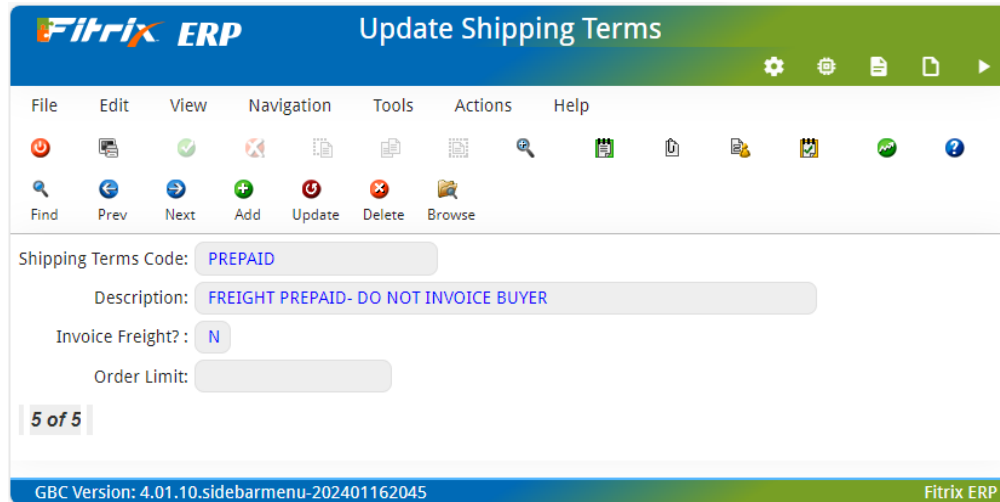 Fitrix ERP Update Shipping Terms
File Edit View Navigation Tools Actions Help
Find Prev Next Add Update Delete Browse
Shipping Terms Code: PREPAID
Description: FREIGHT PREPAID- DO NOT INVOICE BUYER
Invoice Freight? : N
Order Limit:
5 of 5
GBC Version: 4.01.10.sidebarmenu-202401162045 Fitrix ERP